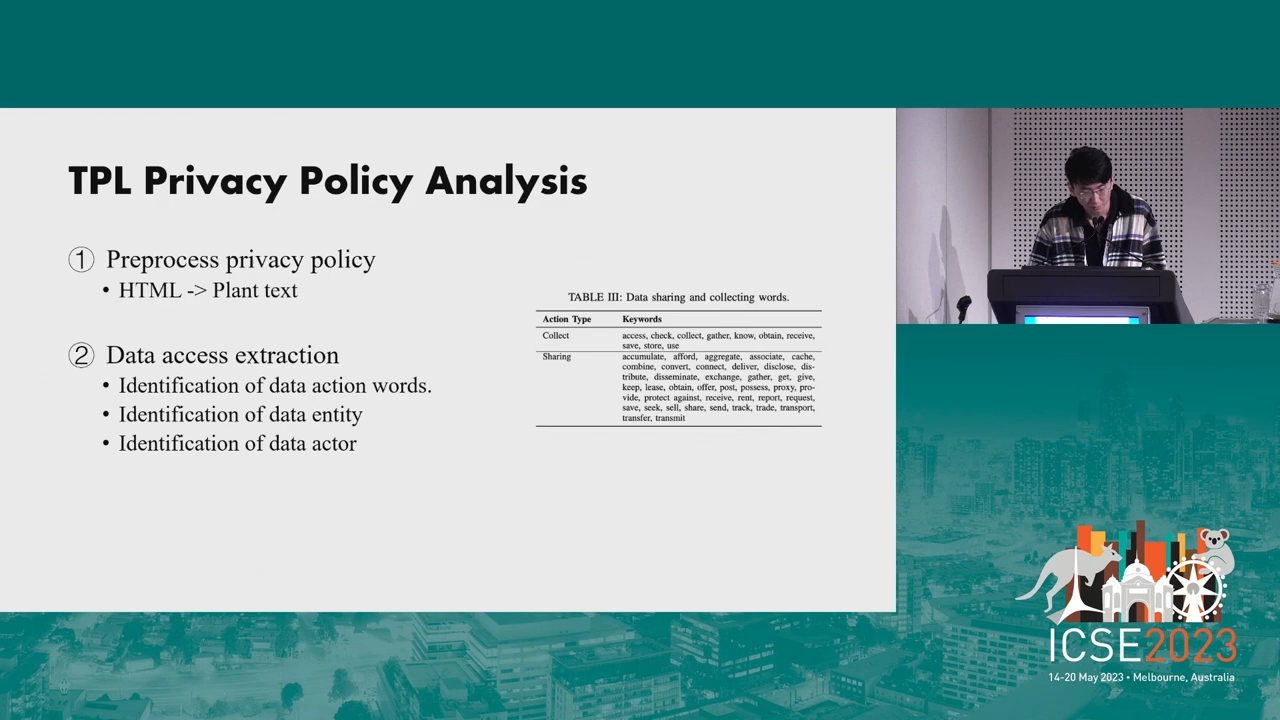 TPL Privacy Policy Analysis
① Preprocess privacy policy
• HTML -> Plant text
② Data access extraction
• Identification of data action words.
• Identification of data entity
• Identification of data actor
TABLE III: Data sharing and collecting words.
Action Type Keywords
Collect access, check, collect, gather, know, obtain, receive,
save, store, use
Sharing accumulate, afford, aggregate, associate, cache,
combine, convert, connect, deliver, disclose, dis-
tribute, disseminate, exchange, gather, get, give,
keep, lease, obtain, offer, post, possess, proxy, pro-
vide, protect against, receive, rent, report, request,
save, seek, sell, share, send, track, trade, transport,
transfer, transmit
ICSE2023
14-20 May 2023 • Melbourne, Australia